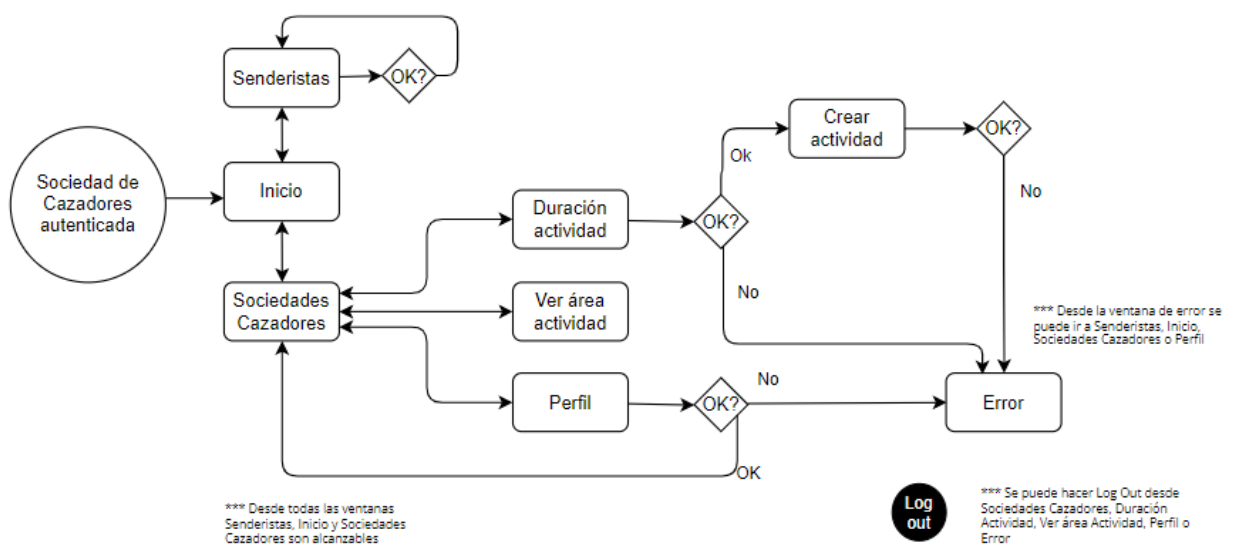 Senderistas
OK?
Crear
actividad
OK?
Ok
Sociedad de
Cazadores
autenticada
Inicio
No
Duración
actividad
OK?
Sociedades
Cazadores
Ver área
actividad
No
*** Desde la ventana de error se
puede ir a Senderistas, Inicio,
Sociedades Cazadores o Perfil
Perfil
OK?
No
Error
OK
*** Desde todas las ventanas
Senderistas, Inicio y Sociedades
Cazadores son alcanzables
Log
out
*** Se puede hacer Log Out desde
Sociedades Cazadores, Duración
Actividad, Ver área Actividad, Perfil o
Error